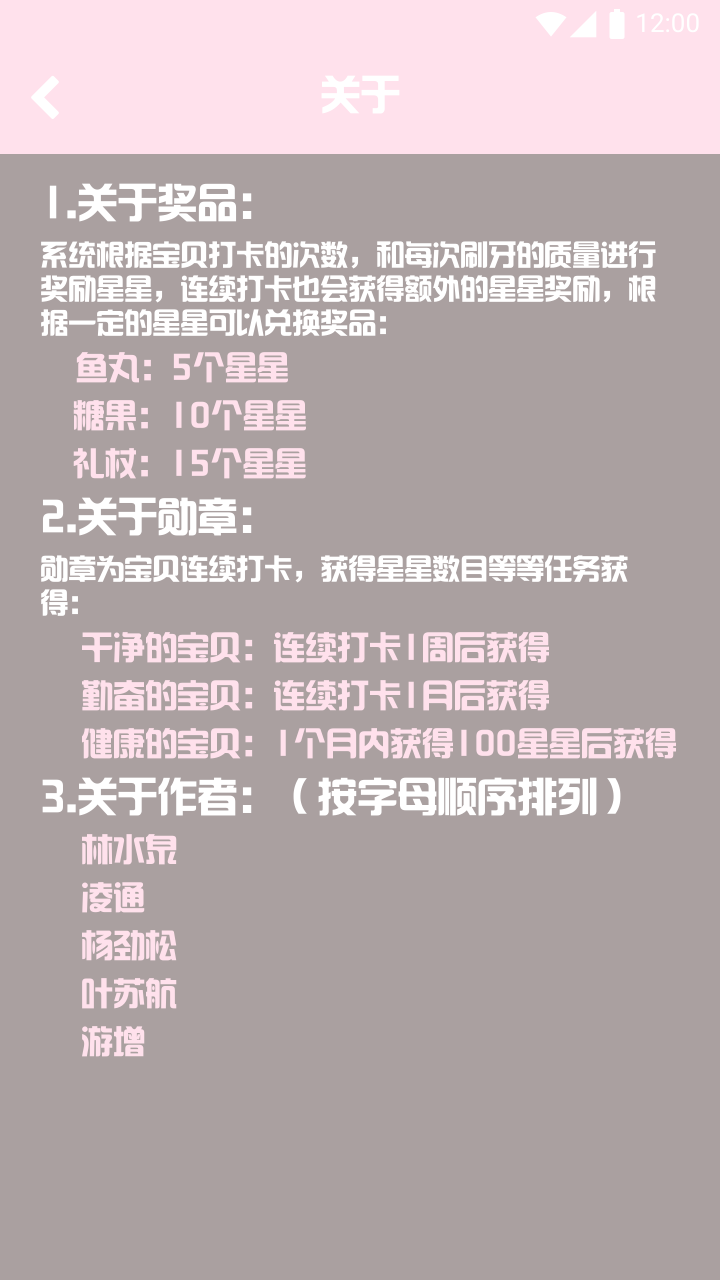 12:00
关于
1.关于奖品：
系统根据宝贝打卡的次数，和每次刷牙的质量进行
奖励星星，连续打卡也会获得额外的星星奖励，根
据一定的星星可以兑换奖品：
鱼丸：5个星星
糖果：10个星星
礼杖：15个星星
2.关于勋章：
勋章为宝贝连续打卡，获得星星数目等等任务获
得：
干净的宝贝：连续打卡1周后获得
勤奋的宝贝：连续打卡1月后获得
健康的宝贝：1个月内获得100星星后获得
3.关于作者：（按字母顺序排列）
林水泉
凌通
杨劲松
叶苏航
游增